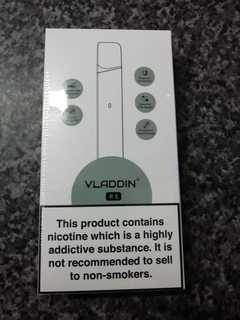 VLADDIN®
RE
This product contains
nicotine which is a highly
addictive substance. It is
not recommended to sell
to non-smokers.